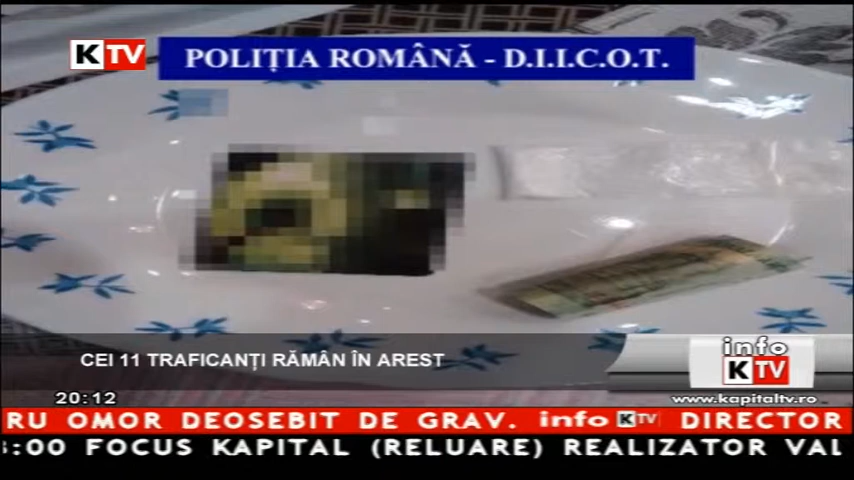 KTV
POLIȚIA ROMÂNĂ - D.I.I.C.O.T.
CEI 11 TRAFICANȚI RĂMÂN ÎN AREST
info
KTV
www.kapitaltv.ro
20:12
RU OMOR DEOSEBIT DE GRAV. info KTV DIRECTOR
:00 FOCUS KAPITAL (RELUARE) REALIZATOR VAL